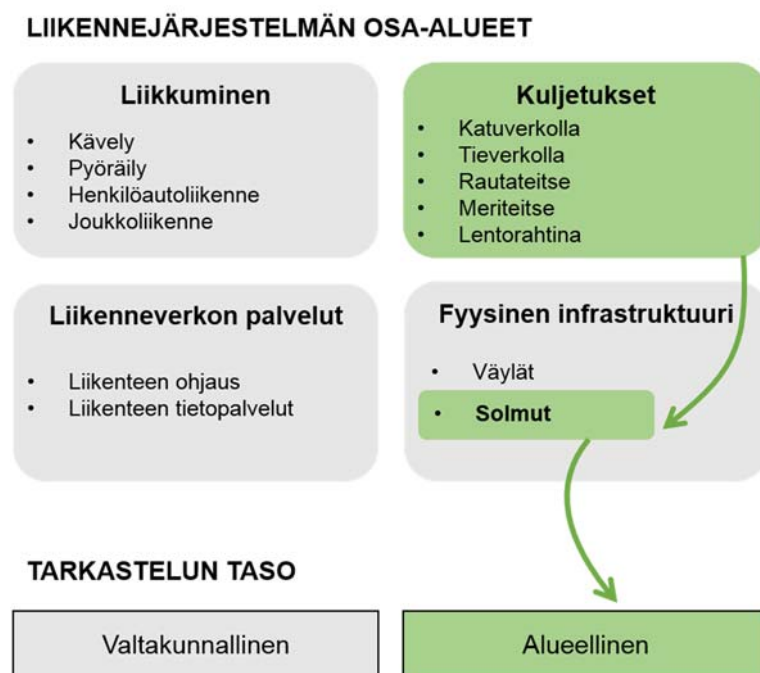 LIIKENNEJÄRJESTELMÄN OSA-ALUEET
Liikkuminen
• Kävely
• Pyöräily
• Henkilöautoliikenne
• Joukkoliikenne
Kuljetukset
• Katuverkolla
• Tieverkolla
• Rautateitse
• Meriteitse
• Lentorahtina
Liikenneverkon palvelut
• Liikenteen ohjaus
• Liikenteen tietopalvelut
Fyysinen infrastruktuuri
• Väylät
• Solmut
TARKASTELUN TASO
Valtakunnallinen
Alueellinen